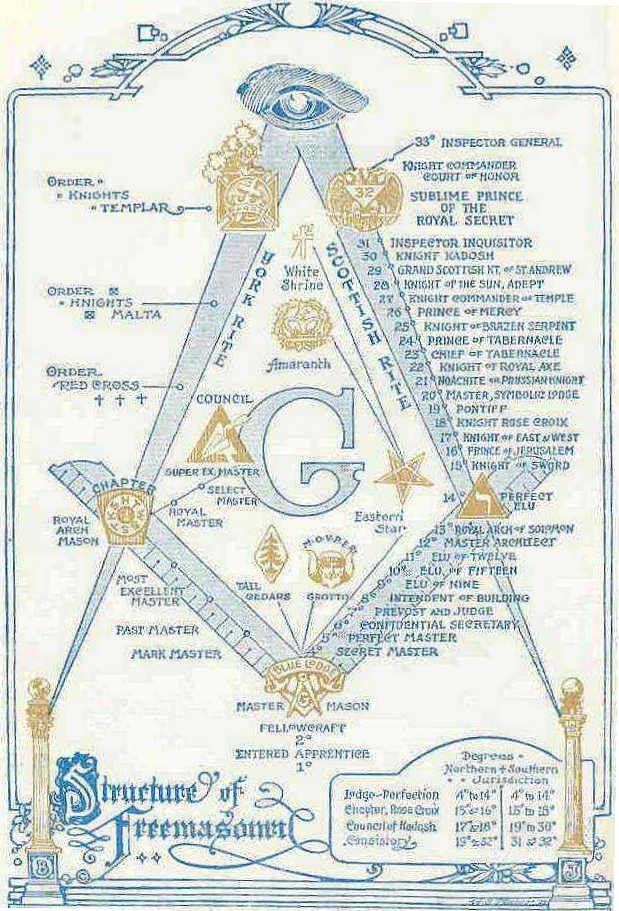 33° INSPECTOR GENERAL
KNIGHT COMMANDER
COURT OF HONOR
32
SUBLIME PRINCE
OF THE
ROYAL SECRET
ORDER
KNIGHTS
TEMPLAR
ORDER
KNIGHTS
MALTA
ORDER
RED CROSS
YORK RITE
SCOTTISH RITE
White
Shrine
Amaranth
31 INSPECTOR INQUISITOR
30 KNIGHT KADOSH
29 GRAND SCOTTISH KT. OF ST. ANDREW
28 KNIGHT OF THE SUN, ADEPT
27 KNIGHT COMMANDER OF TEMPLE
26° PRINCE OF MERCY
25° KNIGHT OF BRAZEN SERPENT
24° PRINCE OF TABERNACLE
23° CHIEF OF TABERNACLE
22° KNIGHT OF ROYAL AXE
21° NOACHITE OR PRUSSIAN KNIGHT
20° MASTER, SYMBOLIC LODGE
19° PONTIFF
18° KNIGHT ROSE CROIX
17° KNIGHT OF EAST & WEST
16° PRINCE OF JERUSALEM
15° KNIGHT OF SWORD
14° PERFECT
ELU
13° ROYAL ARCH OF SOLOMON
12° MASTER ARCHITECT
11° ELU OF TWELVE
10° ELU, OF FIFTEEN
9° ELU OF NINE
8° INTENDENT OF BUILDING
7° PREVOST AND JUDGE
6° CONFIDENTIAL SECRETARY
5° PERFECT MASTER
4° SECRET MASTER
COUNCIL
SUPER EX. MASTER
SELECT
MASTER
ROYAL
MASTER
G
Eastern
Star
CHAPTER
ROYAL
ARCH
MASON
MOST
EXCELLENT
MASTER
PAST MASTER
MARK MASTER
TALL
CEDARS
M.O.V.P.E.R.
GROTTO
BLUE LODGE
MASTER MASON
FELLOWCRAFT
2°
ENTERED APPRENTICE
1°
Structure of
Freemasonry
Degrees
Northern + Southern
Jurisdiction
Lodge-Perfection 4° to 14° 4° to 14°
Chapter, Rose Croix 15° to 18° 15° to 18°
Council of Kadosh 19° to 30°
Consistory 19° to 32° 31 to 32°
B
J